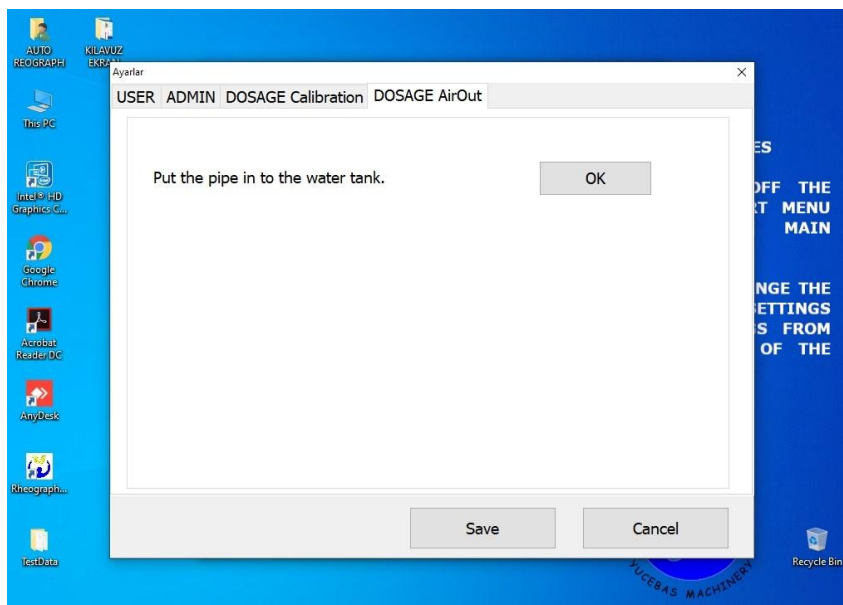 AUTO
REOGRAPH
KILAVUZ
EKRAN
This PC
Intel® HD
Graphics C...
Google
Chrome
Acrobat
Reader DC
AnyDesk
Rheograph...
TestData
Ayarlar
USER ADMIN DOSAGE Calibration DOSAGE AirOut
Put the pipe in to the water tank.
OK
Save
Cancel
ES
OFF THE
T MENU
MAIN
NGE THE
SETTINGS
S FROM
OF THE
YUCEBAS MACHINERY
Recycle Bin